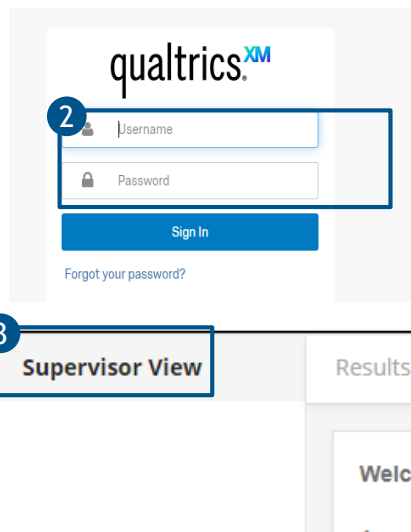 qualtrics.XM
2
Username
Password
Sign In
Forgot your password?
3
Supervisor View
Results
Welc